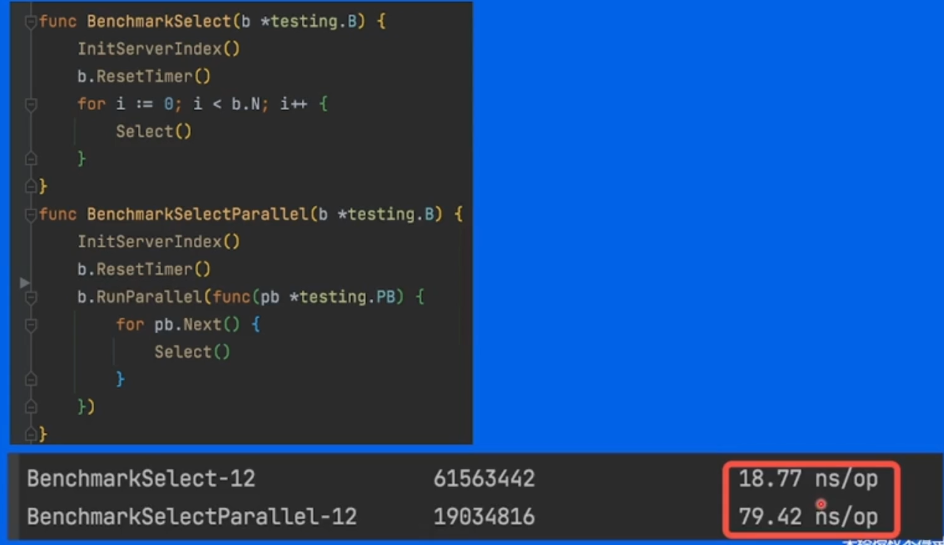 func BenchmarkSelect(b *testing.B) {
InitServerIndex()
b.ResetTimer()
for i := 0; i < b.N; i++ {
Select()
}
}
func BenchmarkSelectParallel(b *testing.B) {
InitServerIndex()
b.ResetTimer()
b.RunParallel(func(pb *testing.PB) {
for pb.Next() {
Select()
}
})
}
BenchmarkSelect-12 61563442 18.77 ns/op
BenchmarkSelectParallel-12 19034816 79.42 ns/op